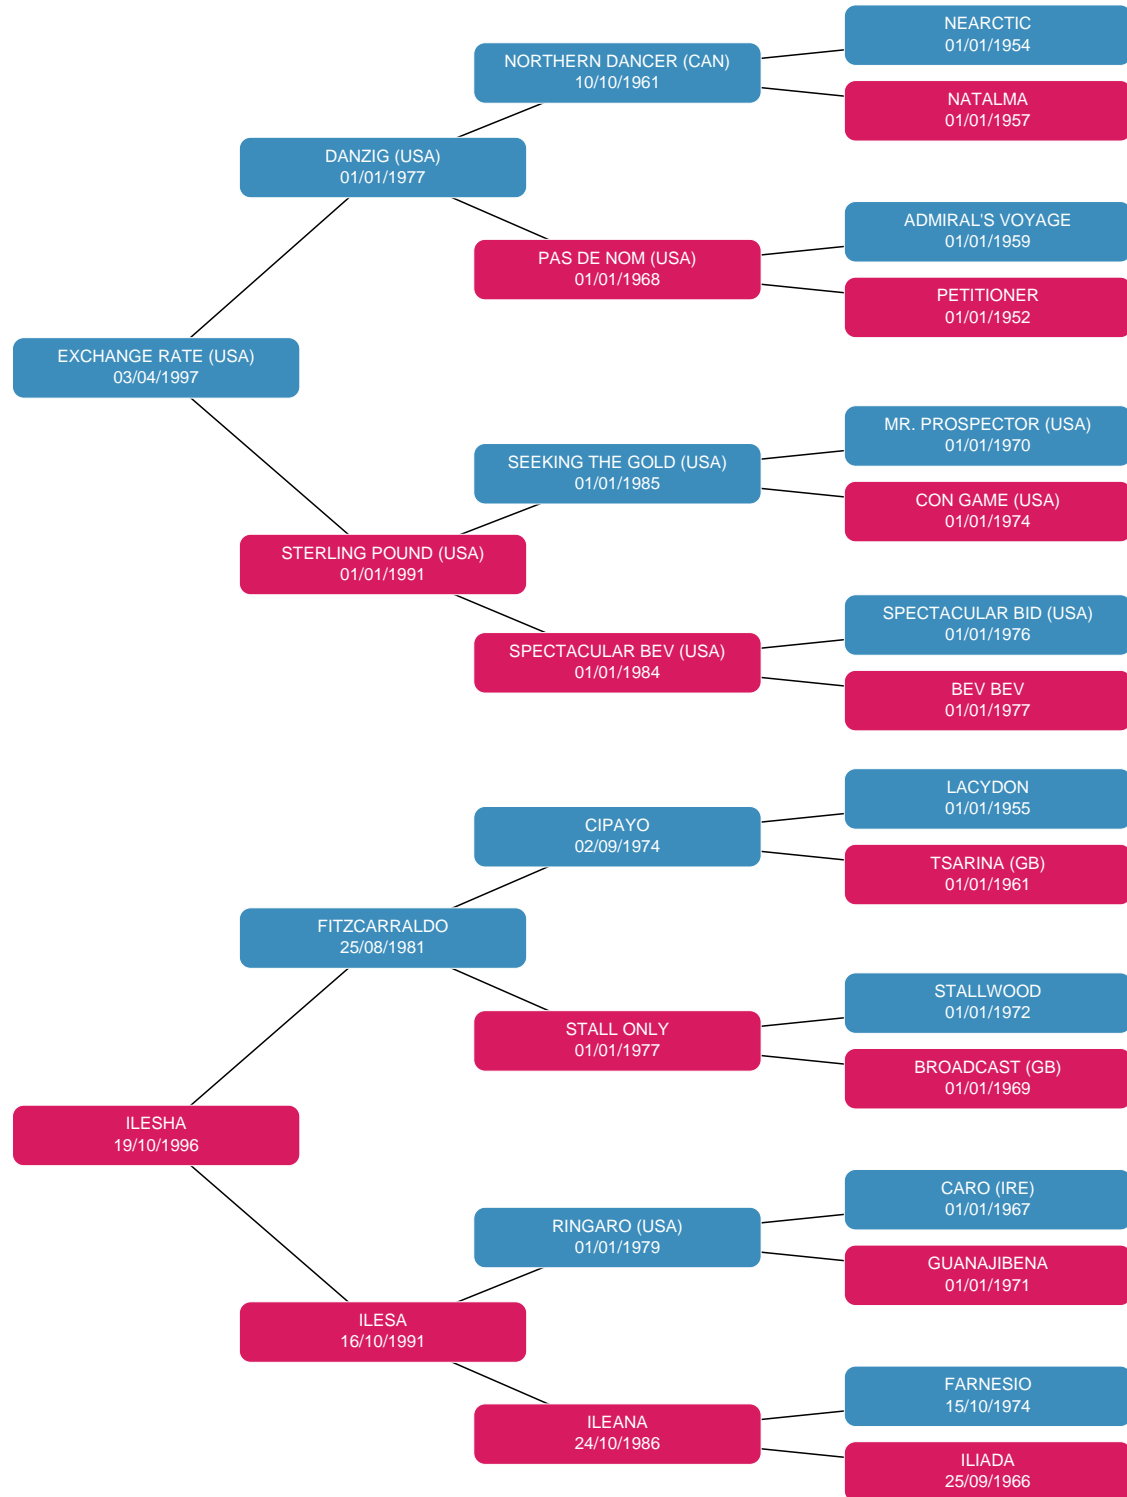 NEARCTIC
01/01/1954
NORTHERN DANCER (CAN)
10/10/1961
NATALMA
01/01/1957
DANZIG (USA)
01/01/1977
ADMIRAL'S VOYAGE
01/01/1959
PAS DE NOM (USA)
01/01/1968
PETITIONER
01/01/1952
EXCHANGE RATE (USA)
03/04/1997
MR. PROSPECTOR (USA)
01/01/1970
SEEKING THE GOLD (USA)
01/01/1985
CON GAME (USA)
01/01/1974
STERLING POUND (USA)
01/01/1991
SPECTACULAR BID (USA)
01/01/1976
SPECTACULAR BEV (USA)
01/01/1984
BEV BEV
01/01/1977
LACYDON
01/01/1955
CIPAYO
02/09/1974
TSARINA (GB)
01/01/1961
FITZCARRALDO
25/08/1981
STALLWOOD
01/01/1972
STALL ONLY
01/01/1977
BROADCAST (GB)
01/01/1969
ILESHA
19/10/1996
CARO (IRE)
01/01/1967
RINGARO (USA)
01/01/1979
GUANAJIBENA
01/01/1971
ILESA
16/10/1991
FARNESIO
15/10/1974
ILEANA
24/10/1986
ILIADA
25/09/1966